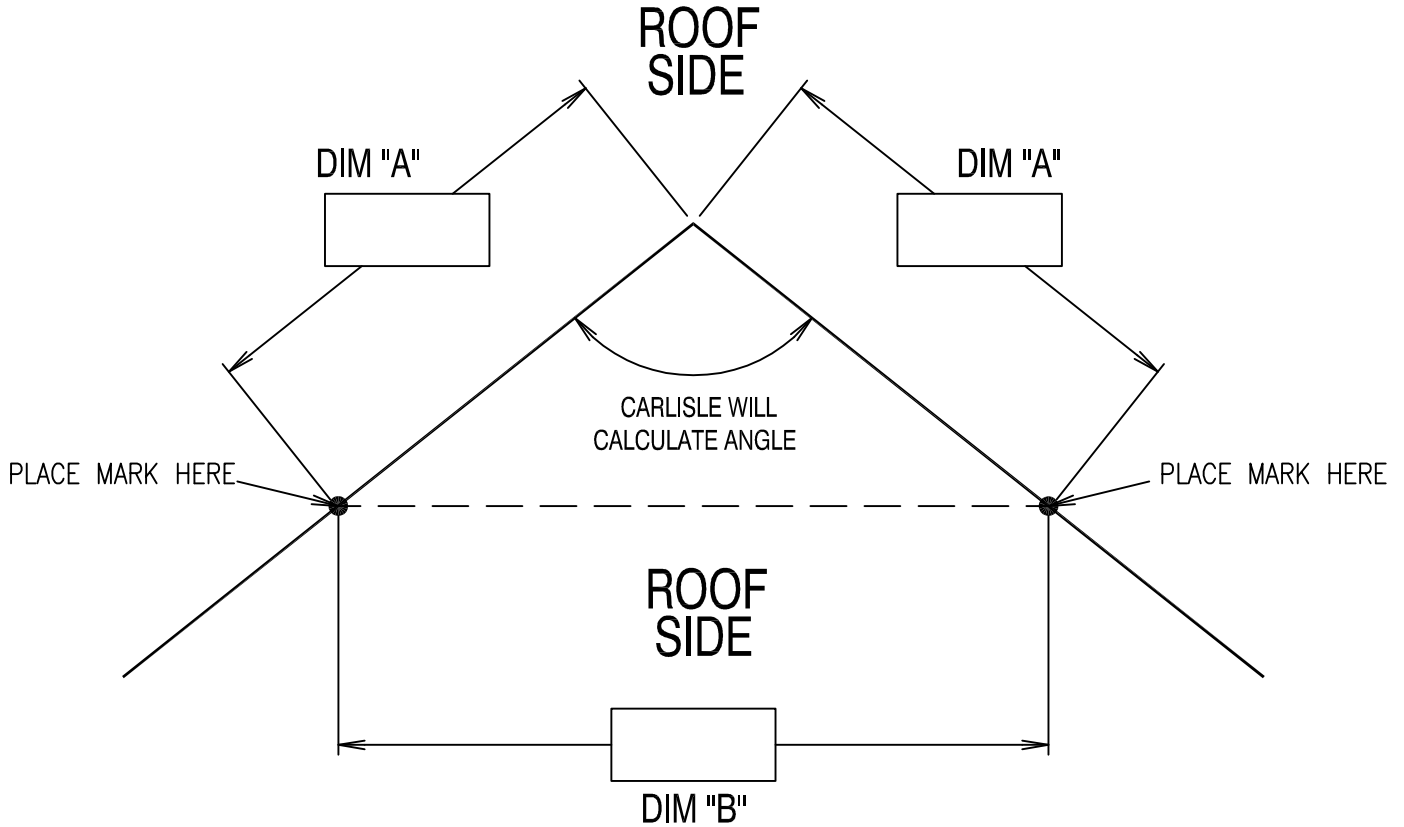 ROOF
SIDE
DIM "A"
DIM "A"
CARLISLE WILL
CALCULATE ANGLE
PLACE MARK HERE
PLACE MARK HERE
ROOF
SIDE
DIM "B"